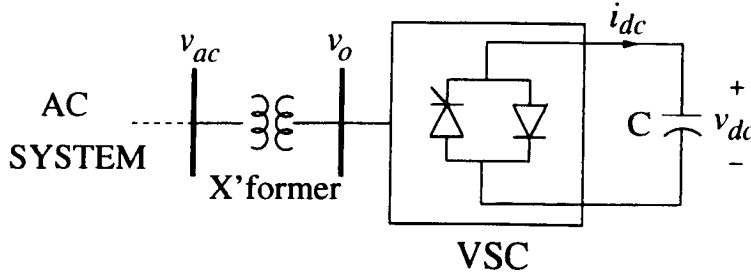 i_dc
v_ac
v_o
AC
SYSTEM
X'former
C
+
v_dc
−
VSC